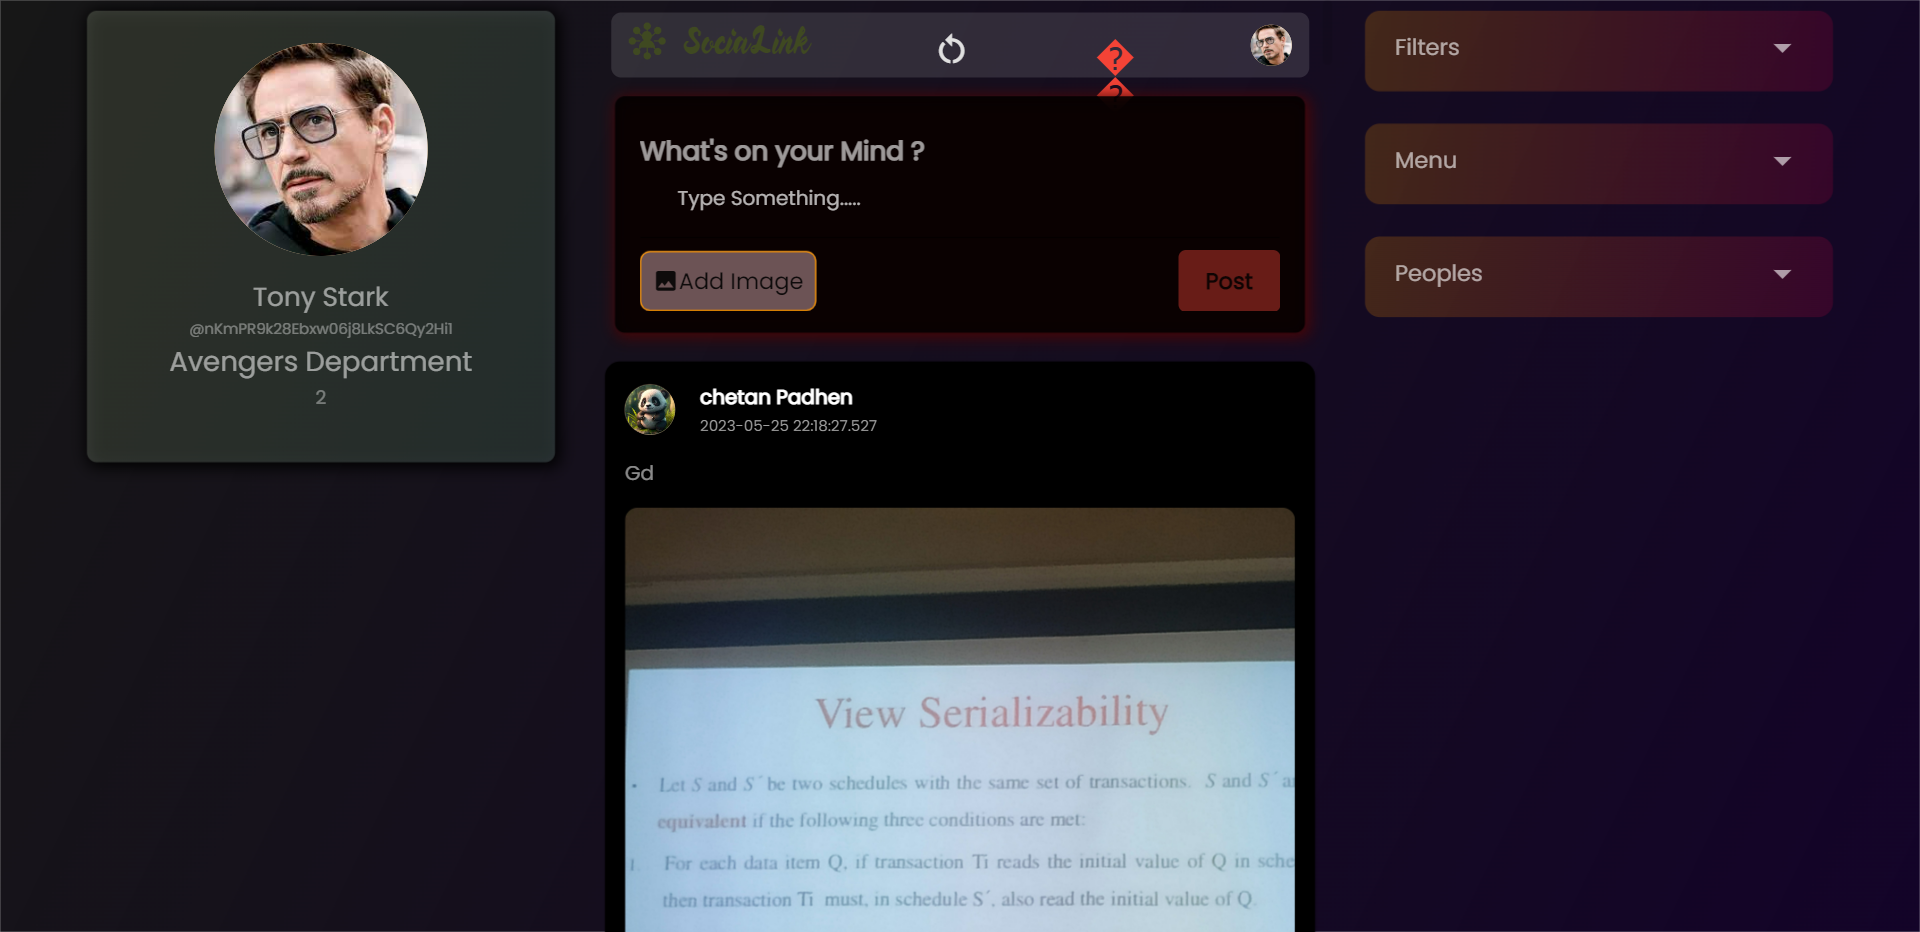 Tony Stark
@nKmPR9k28Ebxw06j8LkSC6Qy2Hi1
Avengers Department
2
SociaLink
What's on your Mind ?
Type Something.....
Add Image
Post
chetan Padhen
2023-05-25 22:18:27.527
Gd
View Serializability
• Let S and S´ be two schedules with the same set of transactions. S and S´
equivalent if the following three conditions are met:
1. For each data item Q, if transaction Ti reads the initial value of Q in
then transaction Ti must, in schedule S´, also read the initial value of Q.
Filters
Menu
Peoples